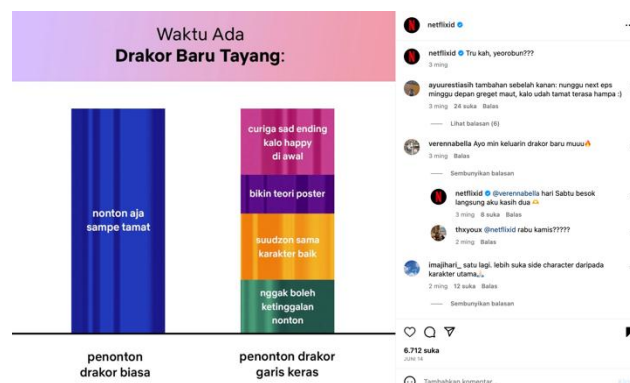 Waktu Ada
Drakor Baru Tayang:
nonton aja
sampe tamat
curiga sad ending
kalo happy
di awal
bikin teori poster
suudzon sama
karakter baik
nggak boleh
ketinggalan
nonton
penonton
drakor biasa
penonton drakor
garis keras
netflixid
netflixid Tru kah, yeorobun???
3 ming
ayuurestiasih tambahan sebelah kanan: nunggu next eps
minggu depan greget maut, kalo udah tamat terasa hampa :)
3 ming 24 suka Balas
Lihat balasan (6)
verennabella Ayo min keluarin drakor baru muuu🔥
3 ming Balas
Sembunyikan balasan
netflixid @verennabella hari Sabtu besok
langsung aku kasih dua 🫶
3 ming 8 suka Balas
thxyoux @netflixid rabu kamis?????
2 ming Balas
imajihari_ satu lagi. lebih suka side character daripada
karakter utama
2 ming 12 suka Balas
Sembunyikan balasan
6.712 suka
JUNI 14
Tambahkan komentar